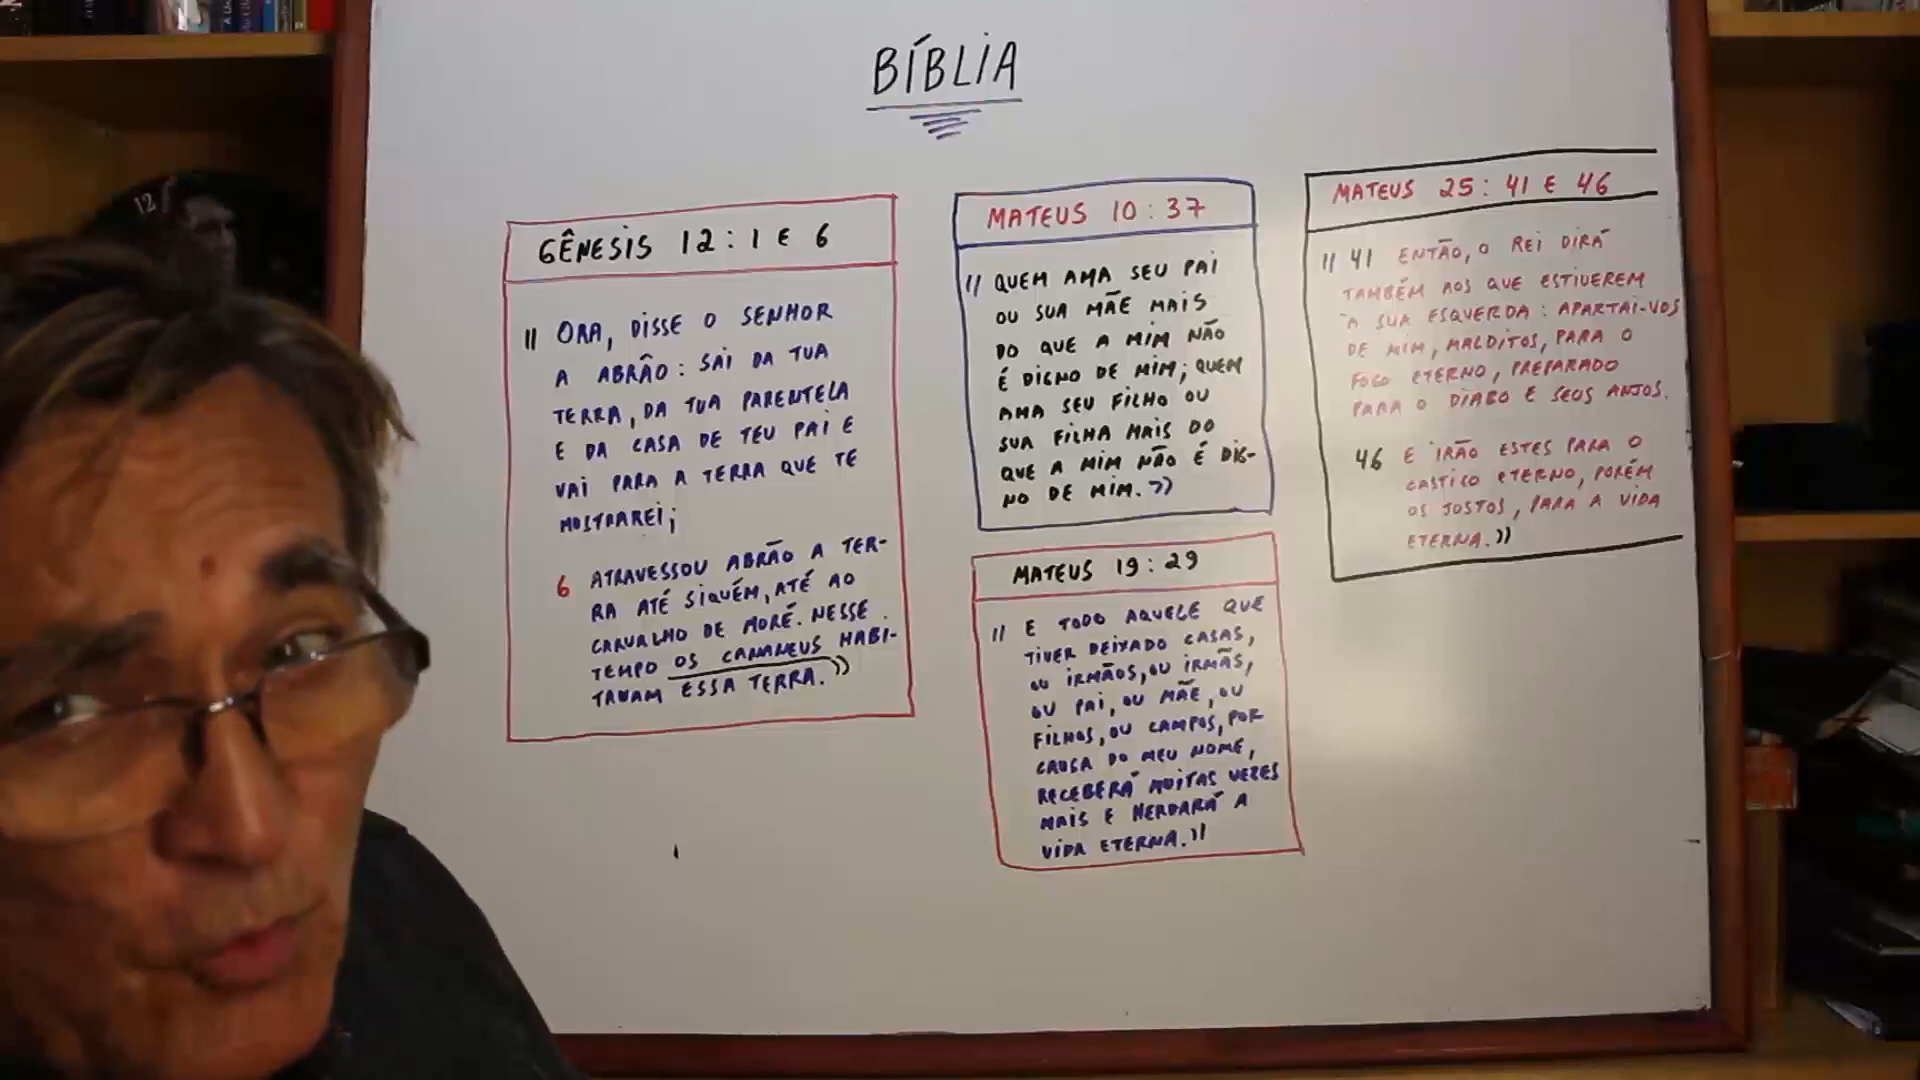 BÍBLIA
GÊNESIS 12:1 E 6
" ORA, DISSE O SENHOR
A ABRÃO: SAI DA TUA
TERRA, DA TUA PARENTELA
E DA CASA DE TEU PAI E
VAI PARA A TERRA QUE TE
MOSTRAREI;
6 ATRAVESSOU ABRÃO A TER-
RA ATÉ SIQUÉM, ATÉ AO
CARVALHO DE MORÉ. NESSE
TEMPO OS CANANEUS HABI-
TAVAM ESSA TERRA."
MATEUS 10:37
" QUEM AMA SEU PAI
OU SUA MÃE MAIS
DO QUE A MIM NÃO
É DIGNO DE MIM; QUEM
AMA SEU FILHO OU
SUA FILHA MAIS DO
QUE A MIM NÃO É DIG-
NO DE MIM."
MATEUS 19:29
" E TODO AQUELE QUE
TIVER DEIXADO CASAS,
OU IRMÃOS, OU IRMÃS,
OU PAI, OU MÃE, OU
FILHOS, OU CAMPOS, POR
CAUSA DO MEU NOME,
RECEBERÁ MUITAS VEZES
MAIS E HERDARÁ A
VIDA ETERNA."
MATEUS 25:41 E 46
" 41 ENTÃO, O REI DIRÁ
TAMBÉM AOS QUE ESTIVEREM
À SUA ESQUERDA: APARTAI-VOS
DE MIM, MALDITOS, PARA O
FOGO ETERNO, PREPARADO
PARA O DIABO E SEUS ANJOS.
46 E IRÃO ESTES PARA O
CASTIGO ETERNO, PORÉM
OS JUSTOS, PARA A VIDA
ETERNA."
12